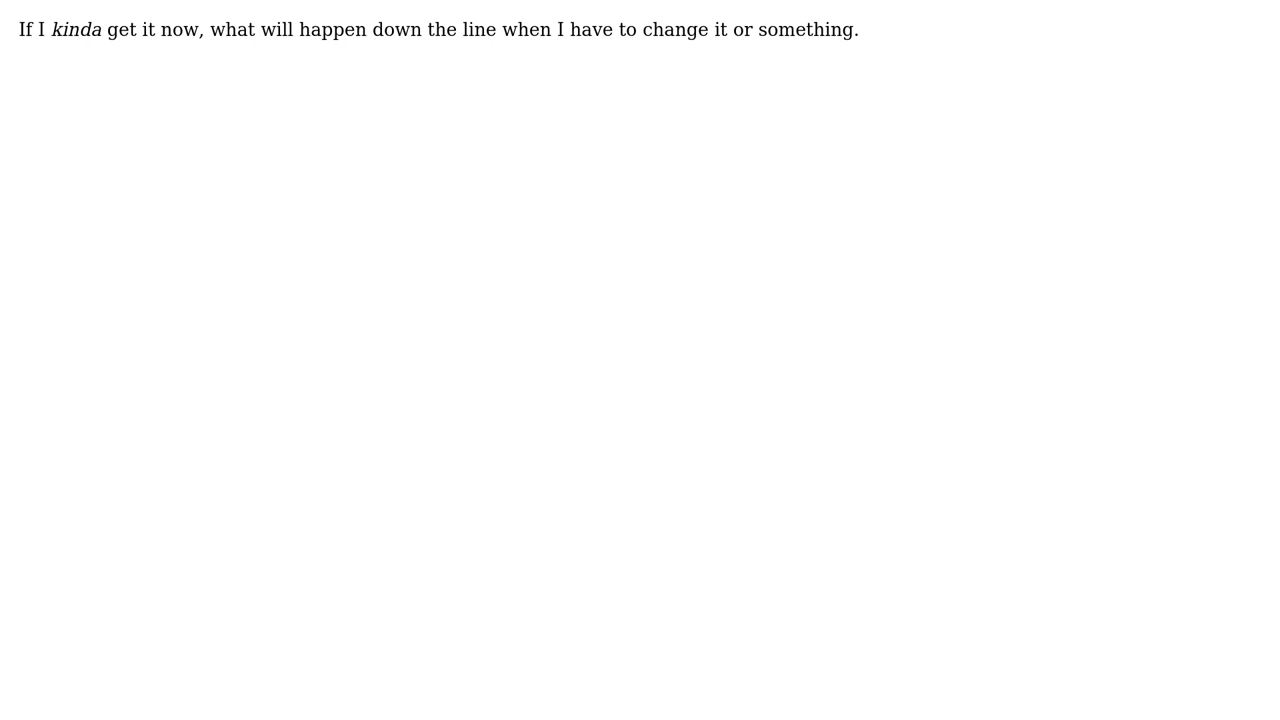 If I kinda get it now, what will happen down the line when I have to change it or something.